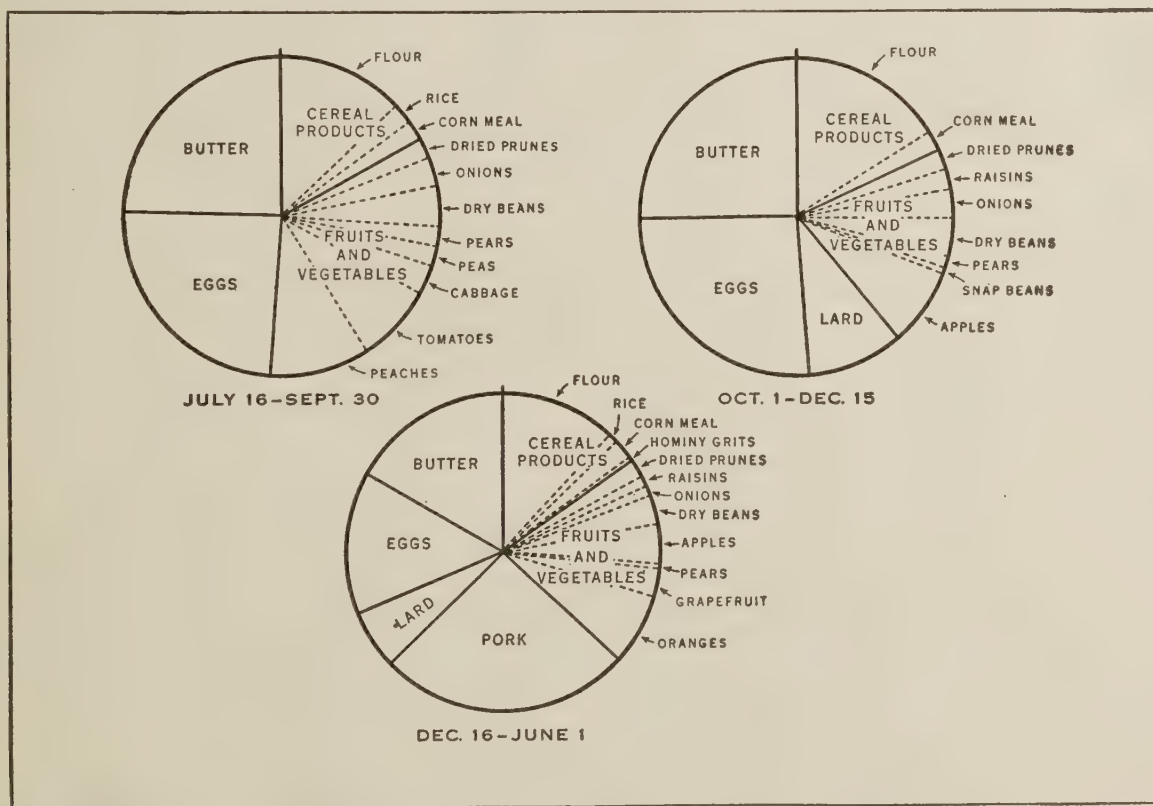 FLOUR
RICE
CORN MEAL
DRIED PRUNES
ONIONS
DRY BEANS
PEARS
PEAS
CABBAGE
TOMATOES
PEACHES
CEREAL
PRODUCTS
BUTTER
EGGS
FRUITS
AND
VEGETABLES
JULY 16-SEPT. 30
FLOUR
CORN MEAL
DRIED PRUNES
RAISINS
ONIONS
DRY BEANS
PEARS
SNAP BEANS
APPLES
CEREAL
PRODUCTS
BUTTER
EGGS
LARD
FRUITS
AND
VEGETABLES
OCT. 1-DEC. 15
FLOUR
RICE
CORN MEAL
HOMINY GRITS
DRIED PRUNES
RAISINS
ONIONS
DRY BEANS
APPLES
PEARS
GRAPEFRUIT
ORANGES
CEREAL
PRODUCTS
BUTTER
EGGS
LARD
PORK
FRUITS
AND
VEGETABLES
DEC. 16-JUNE 1